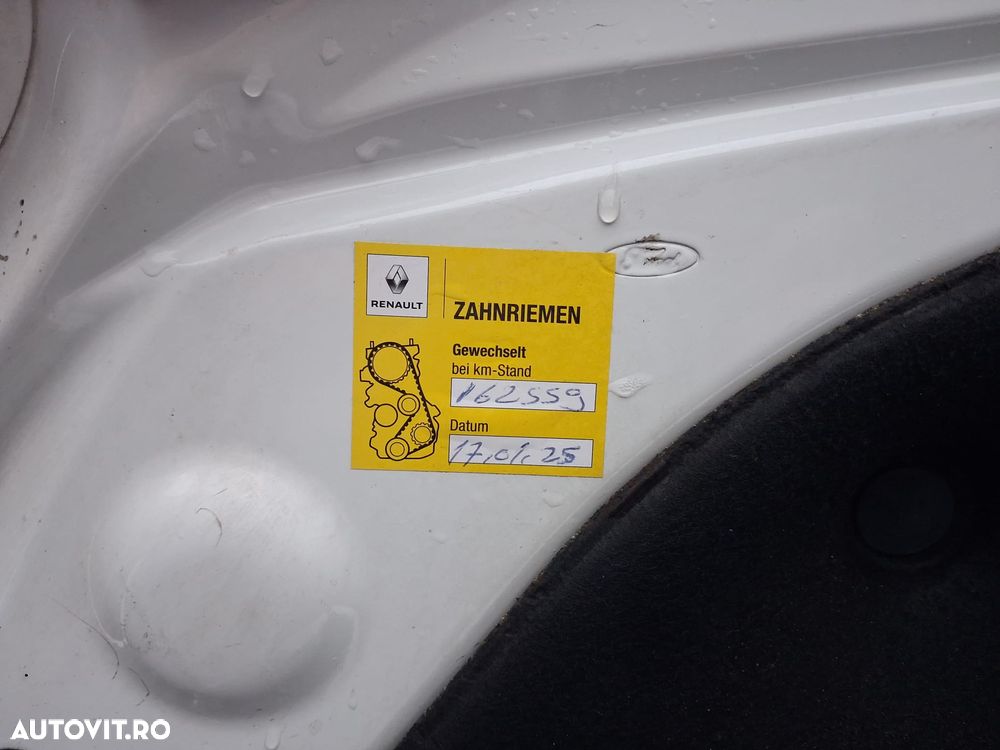 RENAULT
ZAHNRIEMEN
Gewechselt
bei km-Stand
162559
Datum
17.01.25
AUTOVIT.RO